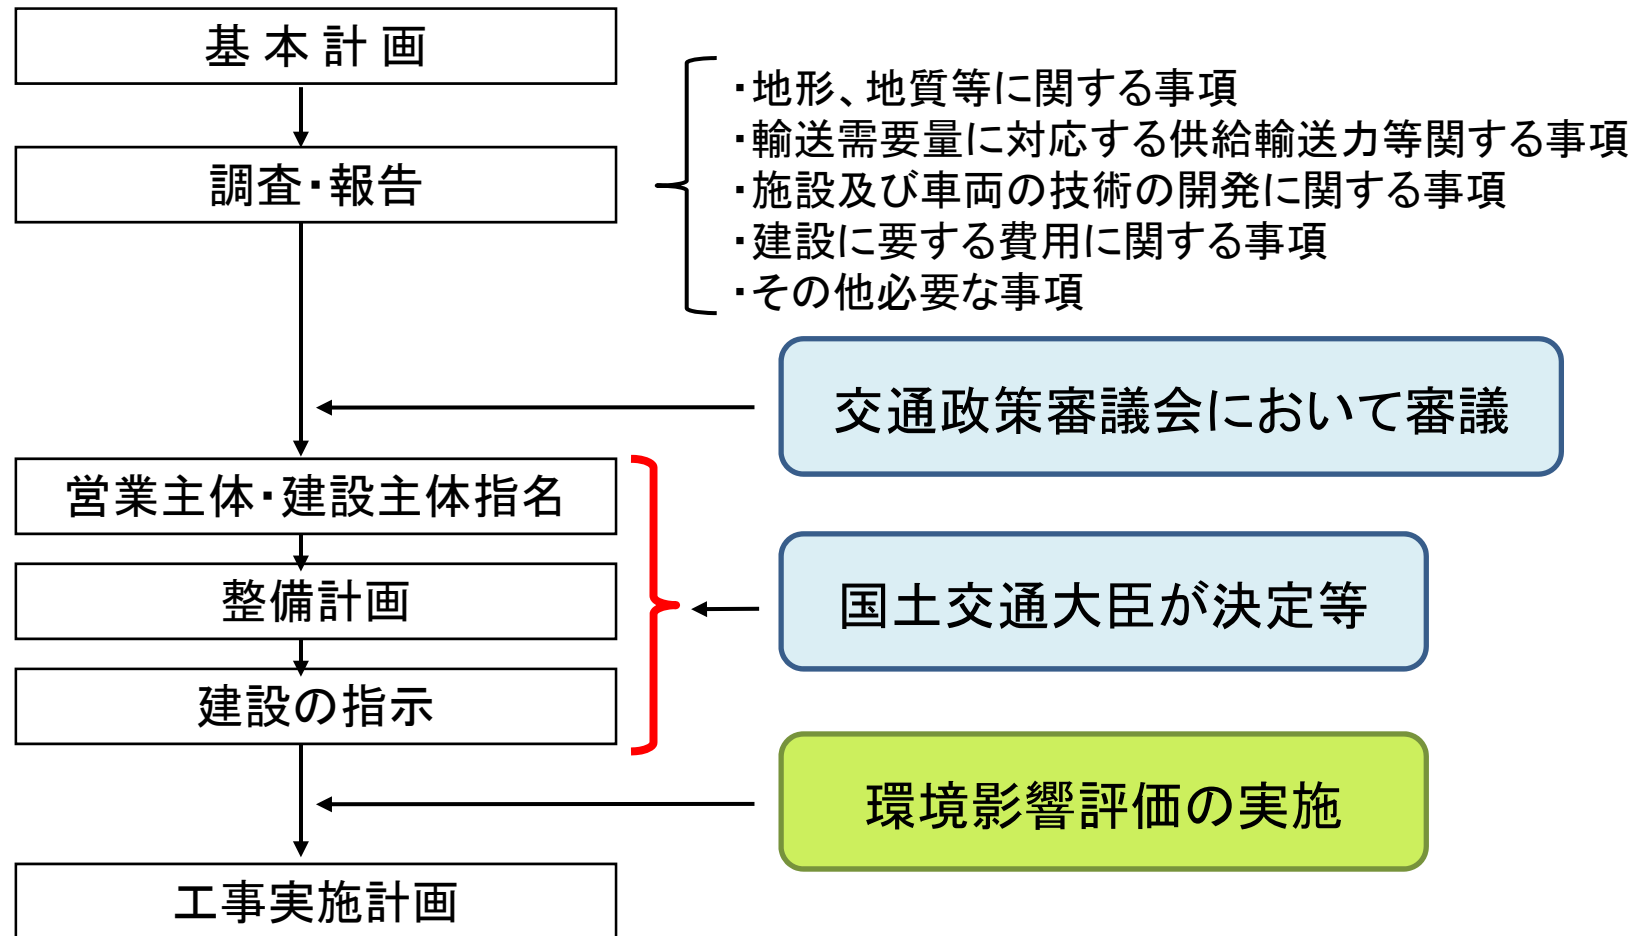 基本計画
調査・報告
・地形、地質等に関する事項
・輸送需要量に対応する供給輸送力等関する事項
・施設及び車両の技術の開発に関する事項
・建設に要する費用に関する事項
・その他必要な事項
交通政策審議会において審議
営業主体・建設主体指名
整備計画
建設の指示
国土交通大臣が決定等
環境影響評価の実施
工事実施計画